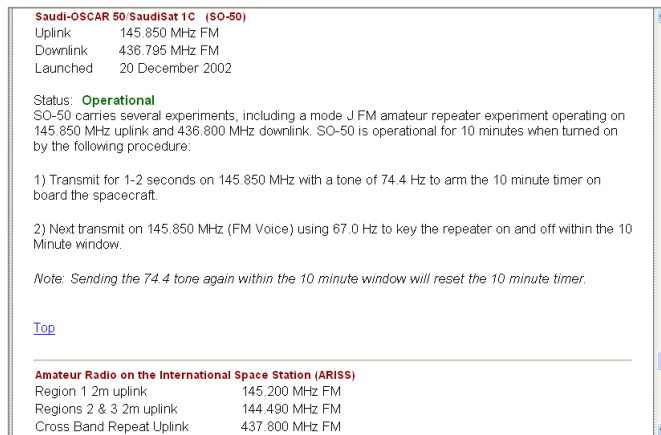 Saudi-OSCAR 50/SaudiSat 1C (SO-50)
Uplink 145.850 MHz FM
Downlink 436.795 MHz FM
Launched 20 December 2002
Status: Operational
SO-50 carries several experiments, including a mode J FM amateur repeater experiment operating on
145.850 MHz uplink and 436.800 MHz downlink. SO-50 is operational for 10 minutes when turned on
by the following procedure:
1) Transmit for 1-2 seconds on 145.850 MHz with a tone of 74.4 Hz to arm the 10 minute timer on
board the spacecraft.
2) Next transmit on 145.850 MHz (FM Voice) using 67.0 Hz to key the repeater on and off within the 10
Minute window.
Note: Sending the 74.4 tone again within the 10 minute window will reset the 10 minute timer.
Top
Amateur Radio on the International Space Station (ARISS)
Region 1 2m uplink 145.200 MHz FM
Regions 2 & 3 2m uplink 144.490 MHz FM
Cross Band Repeat Uplink 437.800 MHz FM